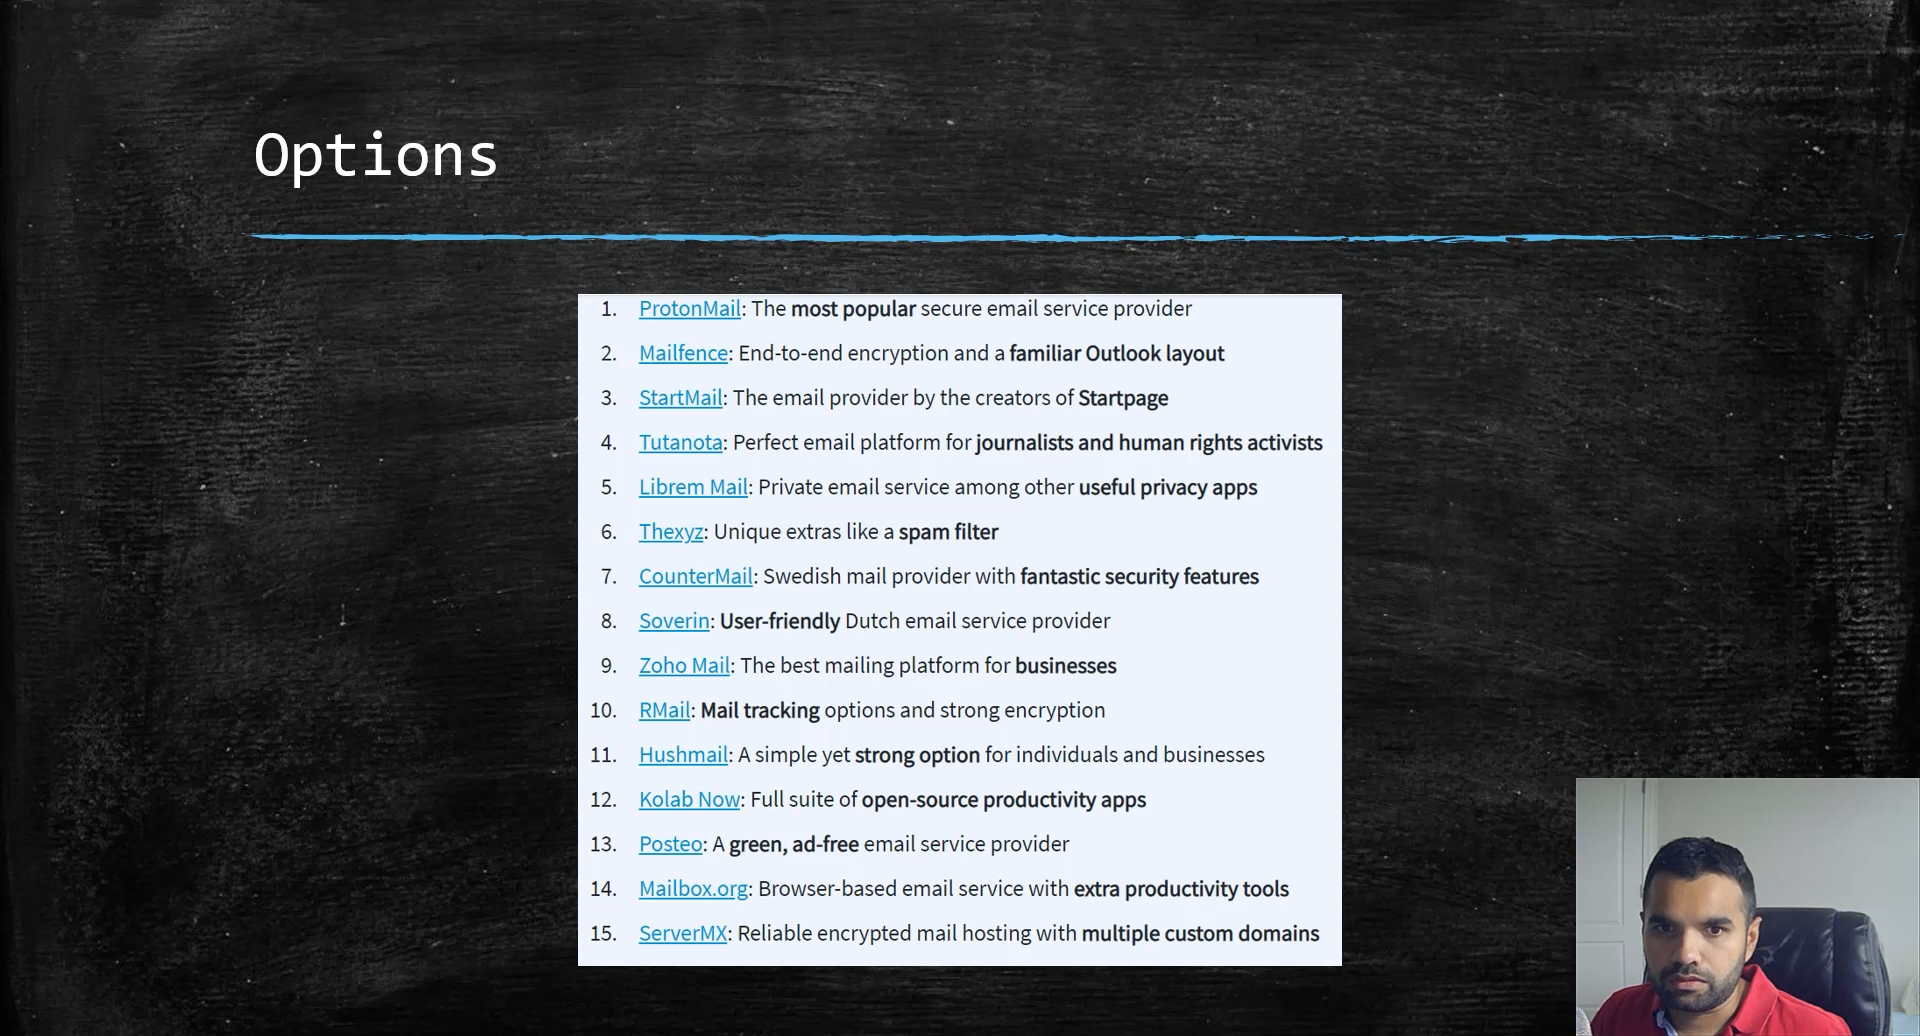 Options
1. ProtonMail: The most popular secure email service provider
2. Mailfence: End-to-end encryption and a familiar Outlook layout
3. StartMail: The email provider by the creators of Startpage
4. Tutanota: Perfect email platform for journalists and human rights activists
5. Librem Mail: Private email service among other useful privacy apps
6. Thexyz: Unique extras like a spam filter
7. CounterMail: Swedish mail provider with fantastic security features
8. Soverin: User-friendly Dutch email service provider
9. Zoho Mail: The best mailing platform for businesses
10. RMail: Mail tracking options and strong encryption
11. Hushmail: A simple yet strong option for individuals and businesses
12. Kolab Now: Full suite of open-source productivity apps
13. Posteo: A green, ad-free email service provider
14. Mailbox.org: Browser-based email service with extra productivity tools
15. ServerMX: Reliable encrypted mail hosting with multiple custom domains